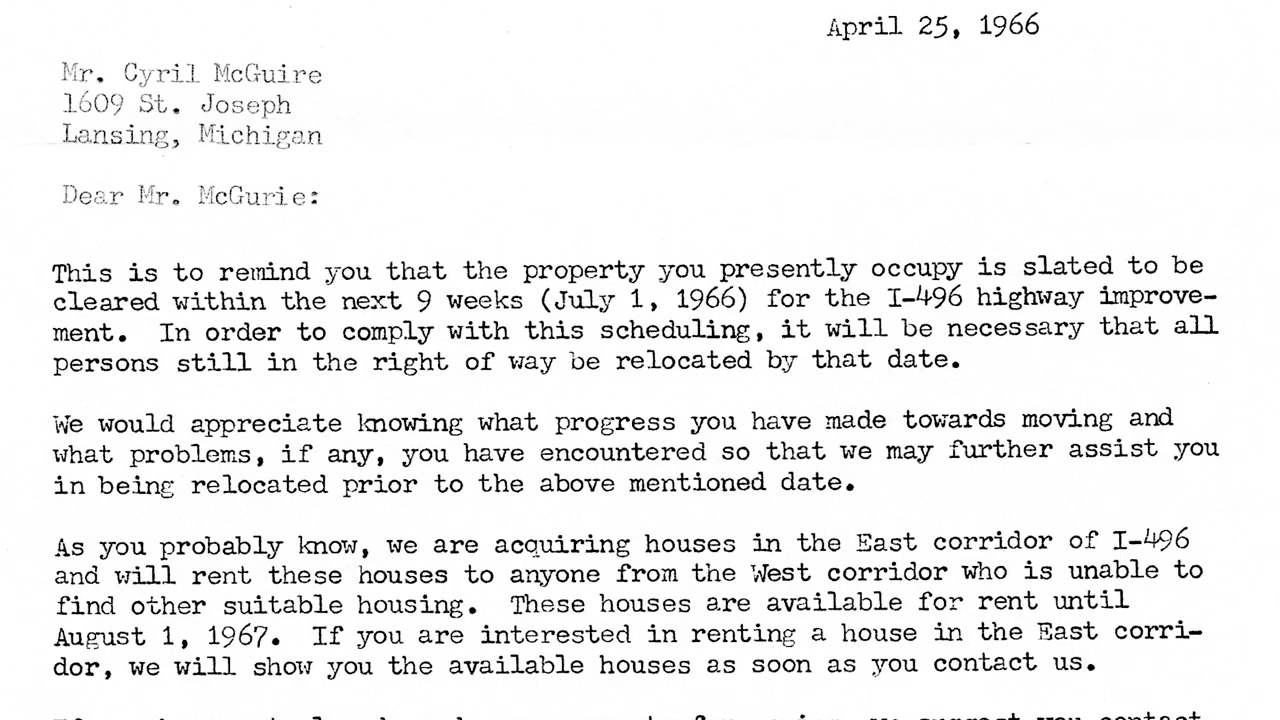 April 25, 1966
Mr. Cyril McGuire
1609 St. Joseph
Lansing, Michigan
Dear Mr. McGurie:
This is to remind you that the property you presently occupy is slated to be
cleared within the next 9 weeks (July 1, 1966) for the I-496 highway improve-
ment. In order to comply with this scheduling, it will be necessary that all
persons still in the right of way be relocated by that date.
We would appreciate knowing what progress you have made towards moving and
what problems, if any, you have encountered so that we may further assist you
in being relocated prior to the above mentioned date.
As you probably know, we are acquiring houses in the East corridor of I-496
and will rent these houses to anyone from the West corridor who is unable to
find other suitable housing. These houses are available for rent until
August 1, 1967. If you are interested in renting a house in the East corri-
dor, we will show you the available houses as soon as you contact us.
we suggest you contact